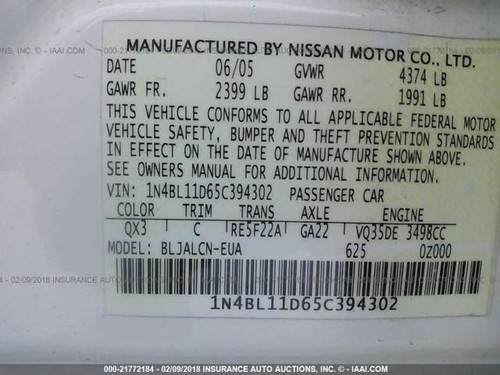 MANUFACTURED BY NISSAN MOTOR CO., LTD.
DATE 06/05 GVWR 4374 LB
GAWR FR. 2399 LB GAWR RR. 1991 LB
THIS VEHICLE CONFORMS TO ALL APPLICABLE FEDERAL MOTOR
VEHICLE SAFETY, BUMPER AND THEFT PREVENTION STANDARDS
IN EFFECT ON THE DATE OF MANUFACTURE SHOWN ABOVE.
SEE OWNERS MANUAL FOR ADDITIONAL INFORMATION.
VIN: 1N4BL11D65C394302 PASSENGER CAR
COLOR TRIM TRANS AXLE ENGINE
QX3 C RE5F22A GA22 VQ35DE 3498CC
MODEL: BLJALCN-EUA 625 0Z000
1N4BL11D65C394302
000-21772184 - 02/09/2018 - INSURANCE AUTO AUCTIONS, INC. - © - IAAI.COM